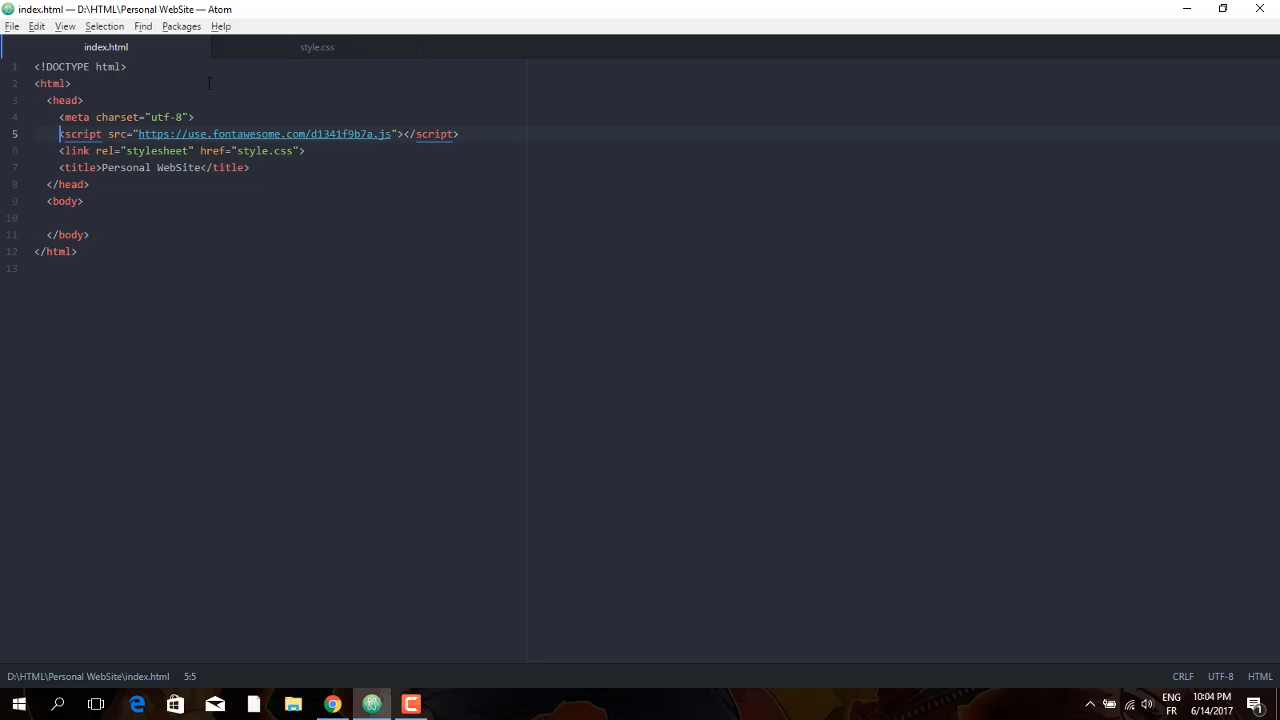 index.html — D:\HTML\Personal WebSite — Atom
File Edit View Selection Find Packages Help
index.html style.css
1 <!DOCTYPE html>
2 <html>
3 <head>
4 <meta charset="utf-8">
5 <script src="https://use.fontawesome.com/d1341f9b7a.js"></script>
6 <link rel="stylesheet" href="style.css">
7 <title>Personal WebSite</title>
8 </head>
9 <body>
10
11 </body>
12 </html>
13
D:\HTML\Personal WebSite\index.html 5:5 CRLF UTF-8 HTML
ENG 10:04 PM
FR 6/14/2017
1